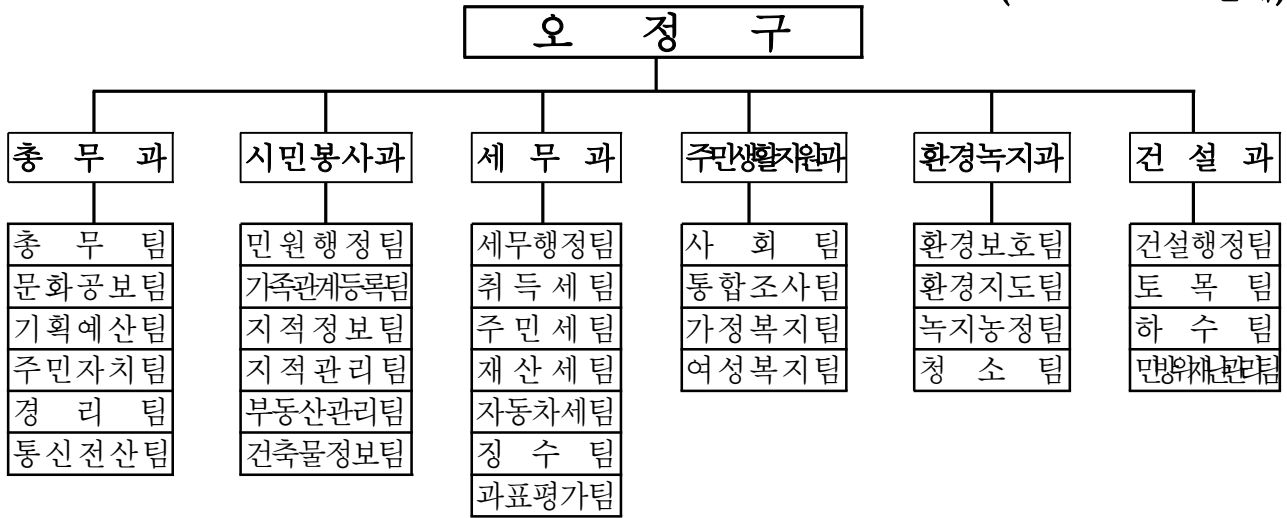 오 정 구
총 무 과
시민봉사과
세 무 과
주민생활지원과
환경녹지과
건 설 과
총 무 팀
문화공보팀
기획예산팀
주민자치팀
경 리 팀
통신전산팀
민원행정팀
가족관계등록팀
지적정보팀
지적관리팀
부동산관리팀
건축물정보팀
세무행정팀
취득세팀
주민세팀
재산세팀
자동차세팀
징 수 팀
과표평가팀
사 회 팀
통합조사팀
가정복지팀
여성복지팀
환경보호팀
환경지도팀
녹지농정팀
청 소 팀
건설행정팀
토 목 팀
하 수 팀
민방위재난관리팀